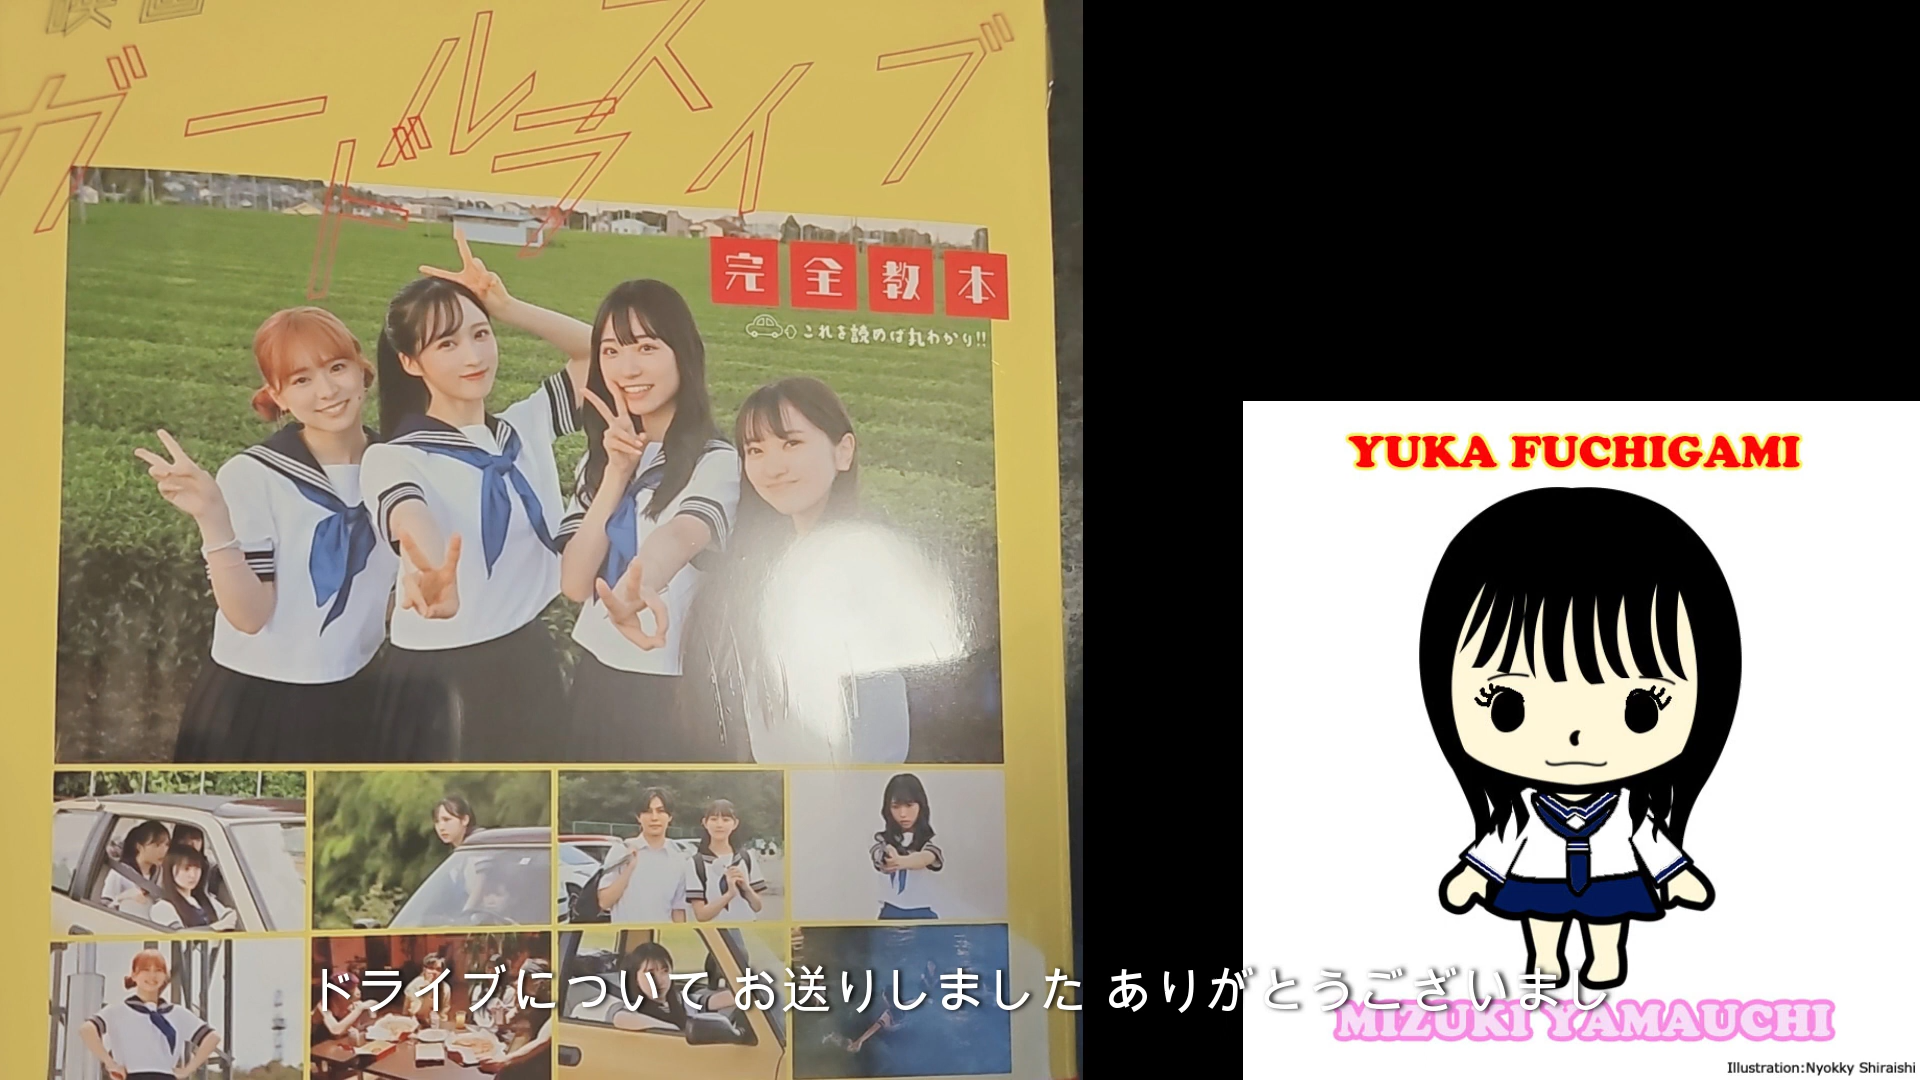 映画
ガールズ
ドライブ
完全教本
これを読めば丸わかり!!
YUKA FUCHIGAMI
ドライブについて お送りしました ありがとうございまし
MIZUKI YAMAUCHI
Illustration:Nyokky Shiraishi